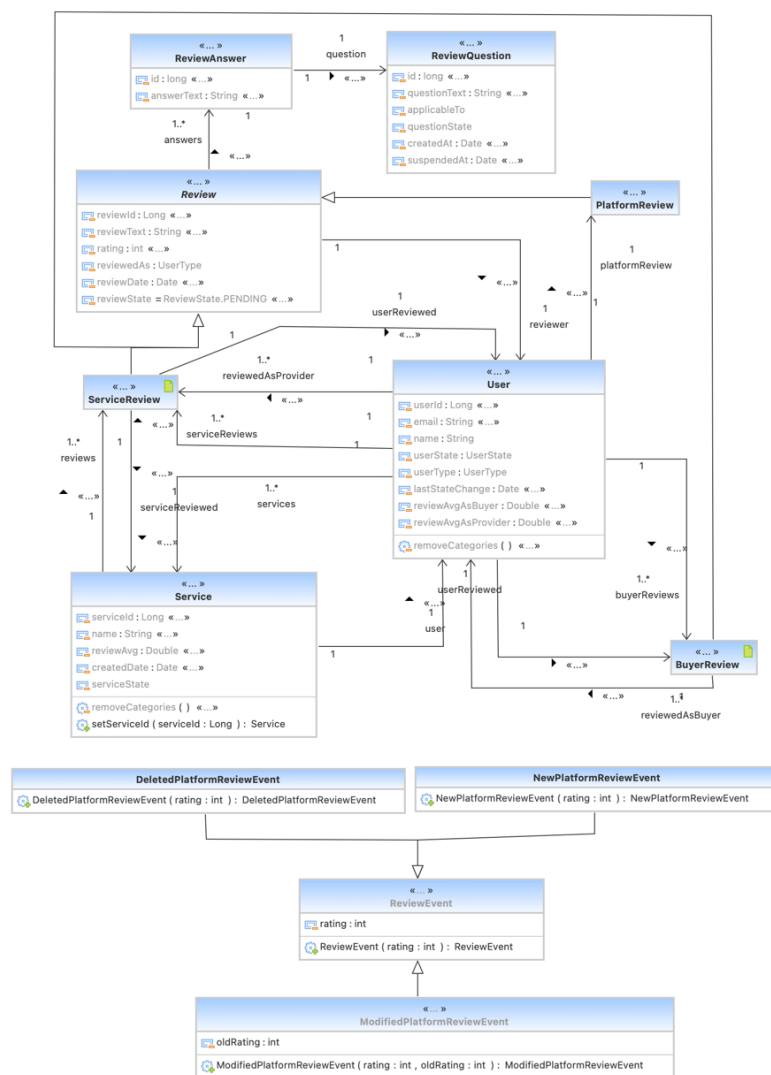 «... »
ReviewAnswer
id : long «...»
answerText : String «...»
1
question
1
«...»
«... »
ReviewQuestion
id : long «...»
questionText : String «...»
applicableTo
questionState
createdAt : Date «...»
suspendedAt : Date «...»
1..*
1
answers
«...»
«... »
Review
reviewId : Long «...»
reviewText : String «...»
rating : int «...»
reviewedAs : UserType
reviewDate : Date «...»
reviewState = ReviewState.PENDING «...»
«... »
PlatformReview
1
1
platformReview
«...»
«...»
1
userReviewed
1
reviewer
1
1
«...»
1..*
reviewedAsProvider
1
«...»
1
«... »
ServiceReview
«... »
User
userId : Long «...»
email : String «...»
name : String
userState : UserState
userType : UserType
lastStateChange : Date «...»
reviewAvgAsBuyer : Double «...»
reviewAvgAsProvider : Double «...»
removeCategories ( ) «...»
1..*
reviews
1
«...»
1..*
serviceReviews
1
«...»
1
1..*
serviceReviewed
services
«...»
1
«...»
1
«...»
1..*
buyerReviews
«... »
Service
serviceId : Long «...»
name : String «...»
reviewAvg : Double «...»
createdDate : Date «...»
serviceState
removeCategories ( ) «...»
setServiceId ( serviceId : Long ) : Service
1
userReviewed
«...»
1
user
1
1
«...»
«... »
BuyerReview
«...»
1..*
1
reviewedAsBuyer
DeletedPlatformReviewEvent
DeletedPlatformReviewEvent ( rating : int ) : DeletedPlatformReviewEvent
NewPlatformReviewEvent
NewPlatformReviewEvent ( rating : int ) : NewPlatformReviewEvent
«... »
ReviewEvent
rating : int
ReviewEvent ( rating : int ) : ReviewEvent
«... »
ModifiedPlatformReviewEvent
oldRating : int
ModifiedPlatformReviewEvent ( rating : int , oldRating : int ) : ModifiedPlatformReviewEvent